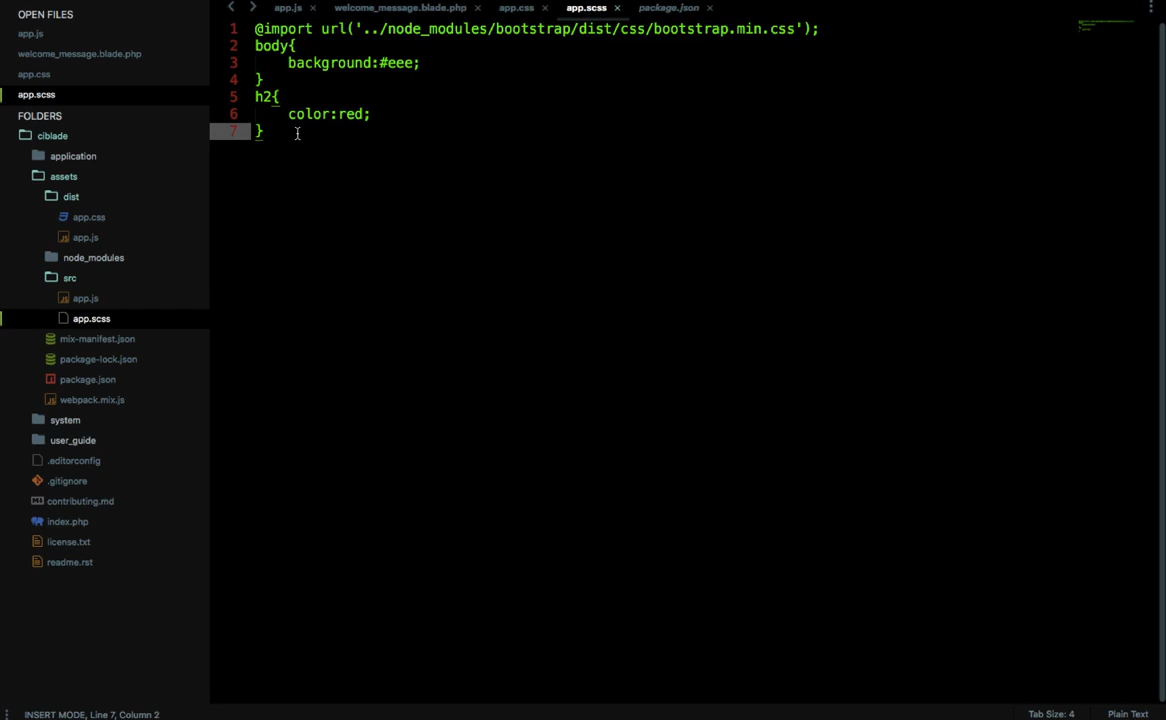 OPEN FILES
app.js
welcome_message.blade.php
app.css
app.scss
FOLDERS
ciblade
application
assets
dist
app.css
app.js
node_modules
src
app.js
app.scss
mix-manifest.json
package-lock.json
package.json
webpack.mix.js
system
user_guide
.editorconfig
.gitignore
contributing.md
index.php
license.txt
readme.rst
app.js × welcome_message.blade.php × app.css × app.scss × package.json ×
1 @import url('../node_modules/bootstrap/dist/css/bootstrap.min.css');
2 body{
3 background:#eee;
4 }
5 h2{
6 color:red;
7 }
INSERT MODE, Line 7, Column 2
Tab Size: 4 Plain Text